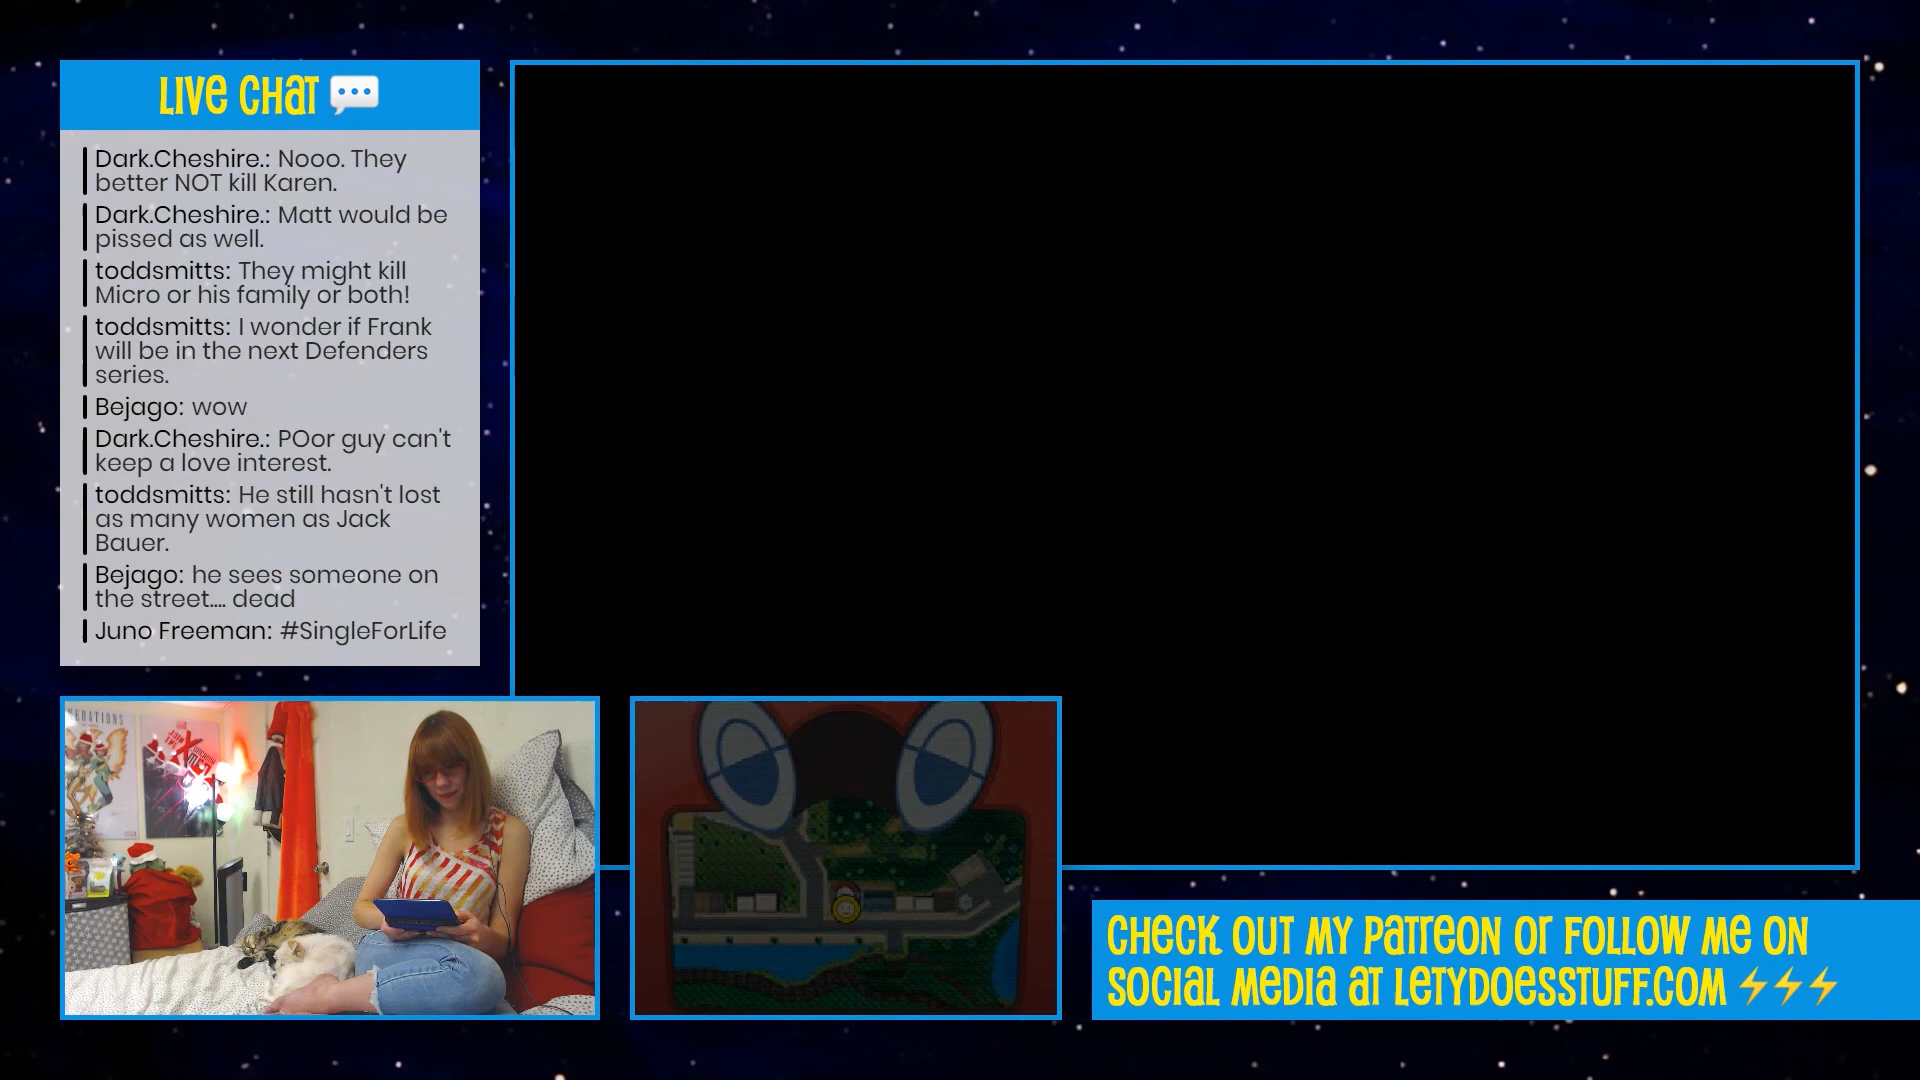 LIVE CHAT
Dark.Cheshire.: Nooo. They
better NOT kill Karen.
Dark.Cheshire.: Matt would be
pissed as well.
toddsmitts: They might kill
Micro or his family or both!
toddsmitts: I wonder if Frank
will be in the next Defenders
series.
Bejago: wow
Dark.Cheshire.: POor guy can't
keep a love interest.
toddsmitts: He still hasn't lost
as many women as Jack
Bauer.
Bejago: he sees someone on
the street.... dead
Juno Freeman: #SingleForLife
CHECK OUT MY PATREON OR FOLLOW ME ON
SOCIAL MEDIA AT LETYDOESSTUFF.COM ⚡⚡⚡